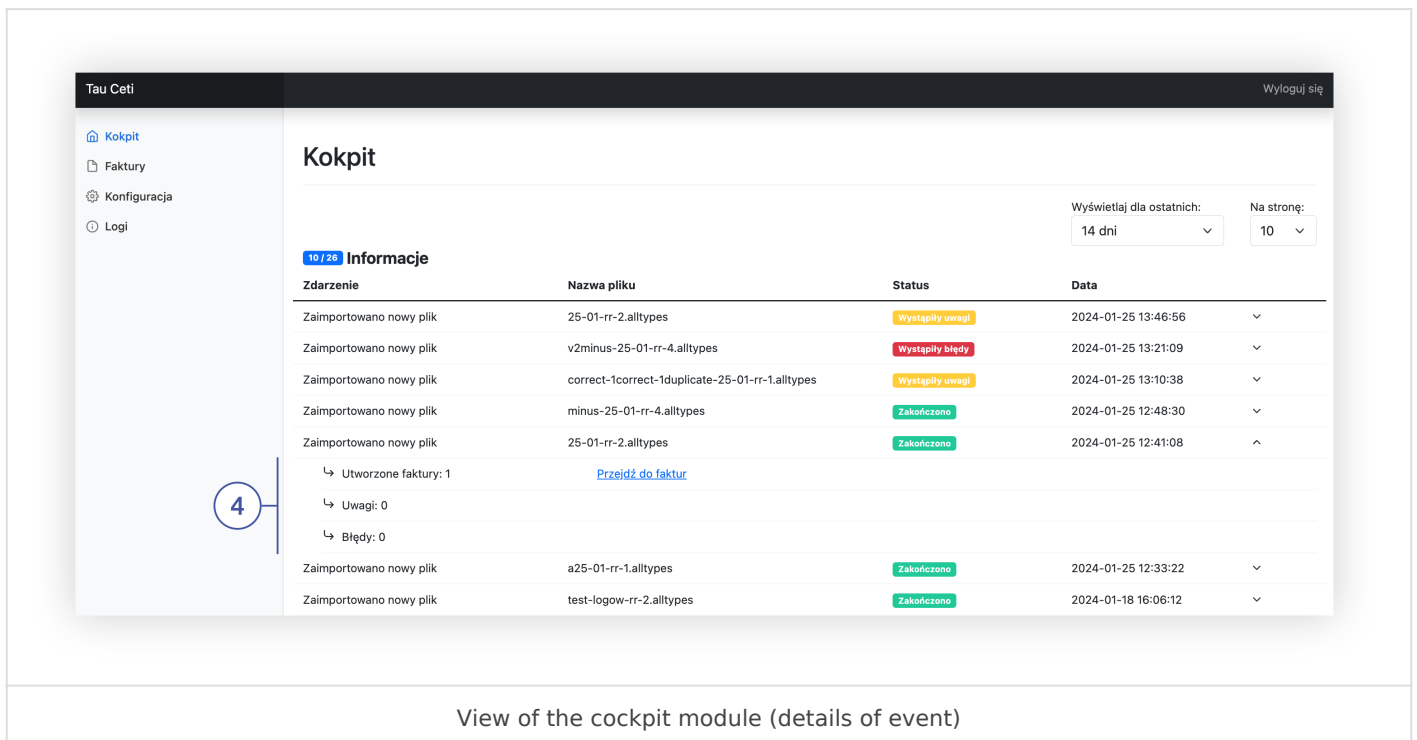 Tau Ceti
Wyloguj się
Kokpit
Faktury
Konfiguracja
Logi
Kokpit
Wyświetlaj dla ostatnich: Na stronę:
14 dni 10
10 / 26 Informacje
Zdarzenie Nazwa pliku Status Data
Zaimportowano nowy plik 25-01-rr-2.alltypes Wystąpiły uwagi 2024-01-25 13:46:56
Zaimportowano nowy plik v2minus-25-01-rr-4.alltypes Wystąpiły błędy 2024-01-25 13:21:09
Zaimportowano nowy plik correct-1correct-1duplicate-25-01-rr-1.alltypes Wystąpiły uwagi 2024-01-25 13:10:38
Zaimportowano nowy plik minus-25-01-rr-4.alltypes Zakończono 2024-01-25 12:48:30
Zaimportowano nowy plik 25-01-rr-2.alltypes Zakończono 2024-01-25 12:41:08
Utworzone faktury: 1 Przejdź do faktur
4 Uwagi: 0
Błędy: 0
Zaimportowano nowy plik a25-01-rr-1.alltypes Zakończono 2024-01-25 12:33:22
Zaimportowano nowy plik test-logow-rr-2.alltypes Zakończono 2024-01-18 16:06:12
View of the cockpit module (details of event)